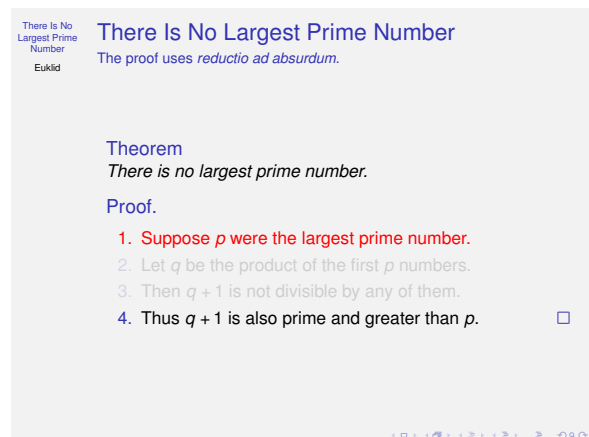 There Is No
Largest Prime
Number
Euklid
There Is No Largest Prime Number
The proof uses reductio ad absurdum.
Theorem
There is no largest prime number.
Proof.
1. Suppose p were the largest prime number.
2. Let q be the product of the first p numbers.
3. Then q + 1 is not divisible by any of them.
4. Thus q + 1 is also prime and greater than p.